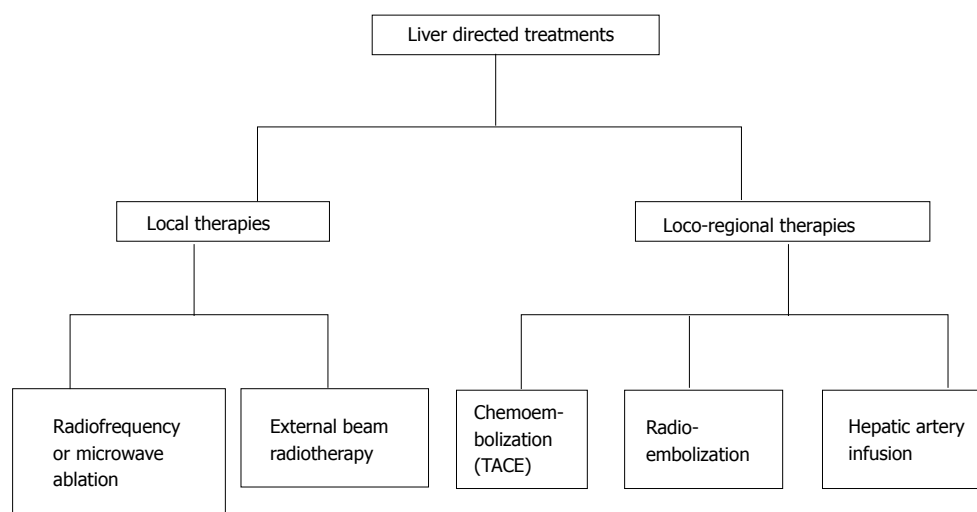 Liver directed treatments
Local therapies
Loco-regional therapies
Radiofrequency
or microwave
ablation
External beam
radiotherapy
Chemoem-
bolization
(TACE)
Radio-
embolization
Hepatic artery
infusion